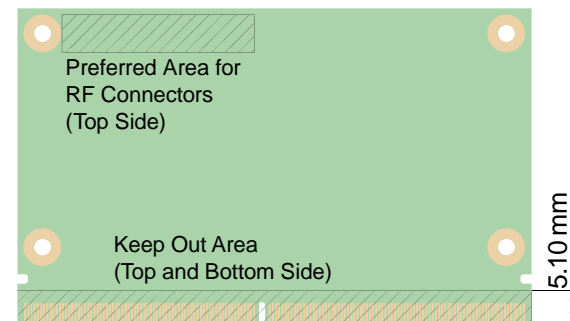 Preferred Area for
RF Connectors
(Top Side)
Keep Out Area
(Top and Bottom Side)
5.10 mm